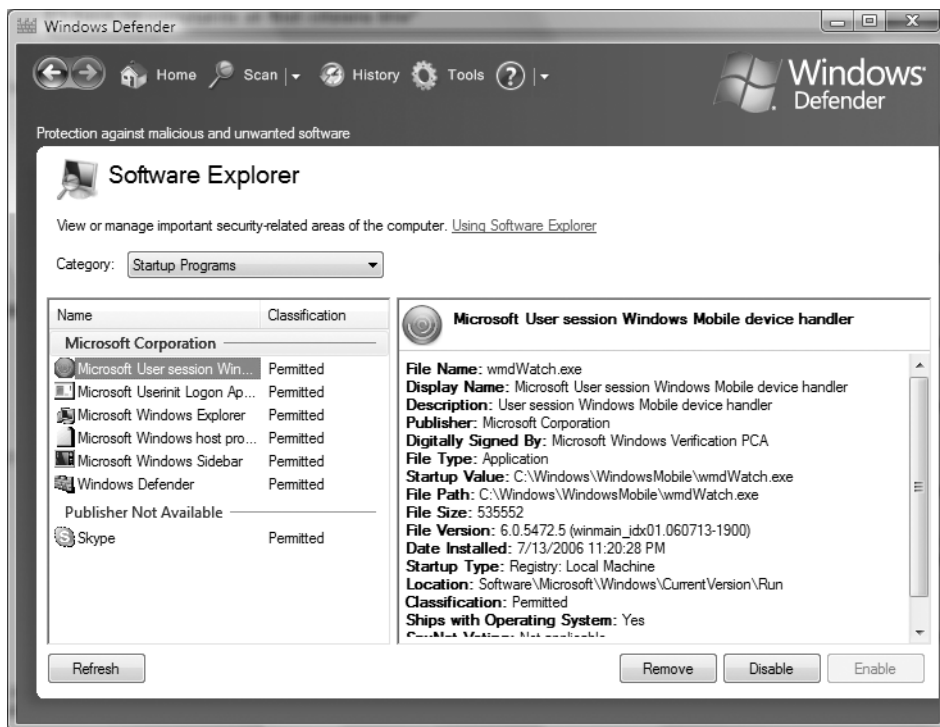 Windows Defender
Home Scan History Tools ?
Windows
Defender
Protection against malicious and unwanted software
Software Explorer
View or manage important security-related areas of the computer. Using Software Explorer
Category: Startup Programs
Name Classification
Microsoft Corporation
Microsoft User session Win... Permitted
Microsoft Userinit Logon Ap... Permitted
Microsoft Windows Explorer Permitted
Microsoft Windows host pro... Permitted
Microsoft Windows Sidebar Permitted
Windows Defender Permitted
Publisher Not Available
Skype Permitted
Microsoft User session Windows Mobile device handler
File Name: wmdWatch.exe
Display Name: Microsoft User session Windows Mobile device handler
Description: User session Windows Mobile device handler
Publisher: Microsoft Corporation
Digitally Signed By: Microsoft Windows Verification PCA
File Type: Application
Startup Value: C:\Windows\WindowsMobile\wmdWatch.exe
File Path: C:\Windows\WindowsMobile\wmdWatch.exe
File Size: 535552
File Version: 6.0.5472.5 (winmain_idx01.060713-1900)
Date Installed: 7/13/2006 11:20:28 PM
Startup Type: Registry: Local Machine
Location: Software\Microsoft\Windows\CurrentVersion\Run
Classification: Permitted
Ships with Operating System: Yes
SpyNet Voting: Not applicable
Refresh Remove Disable Enable